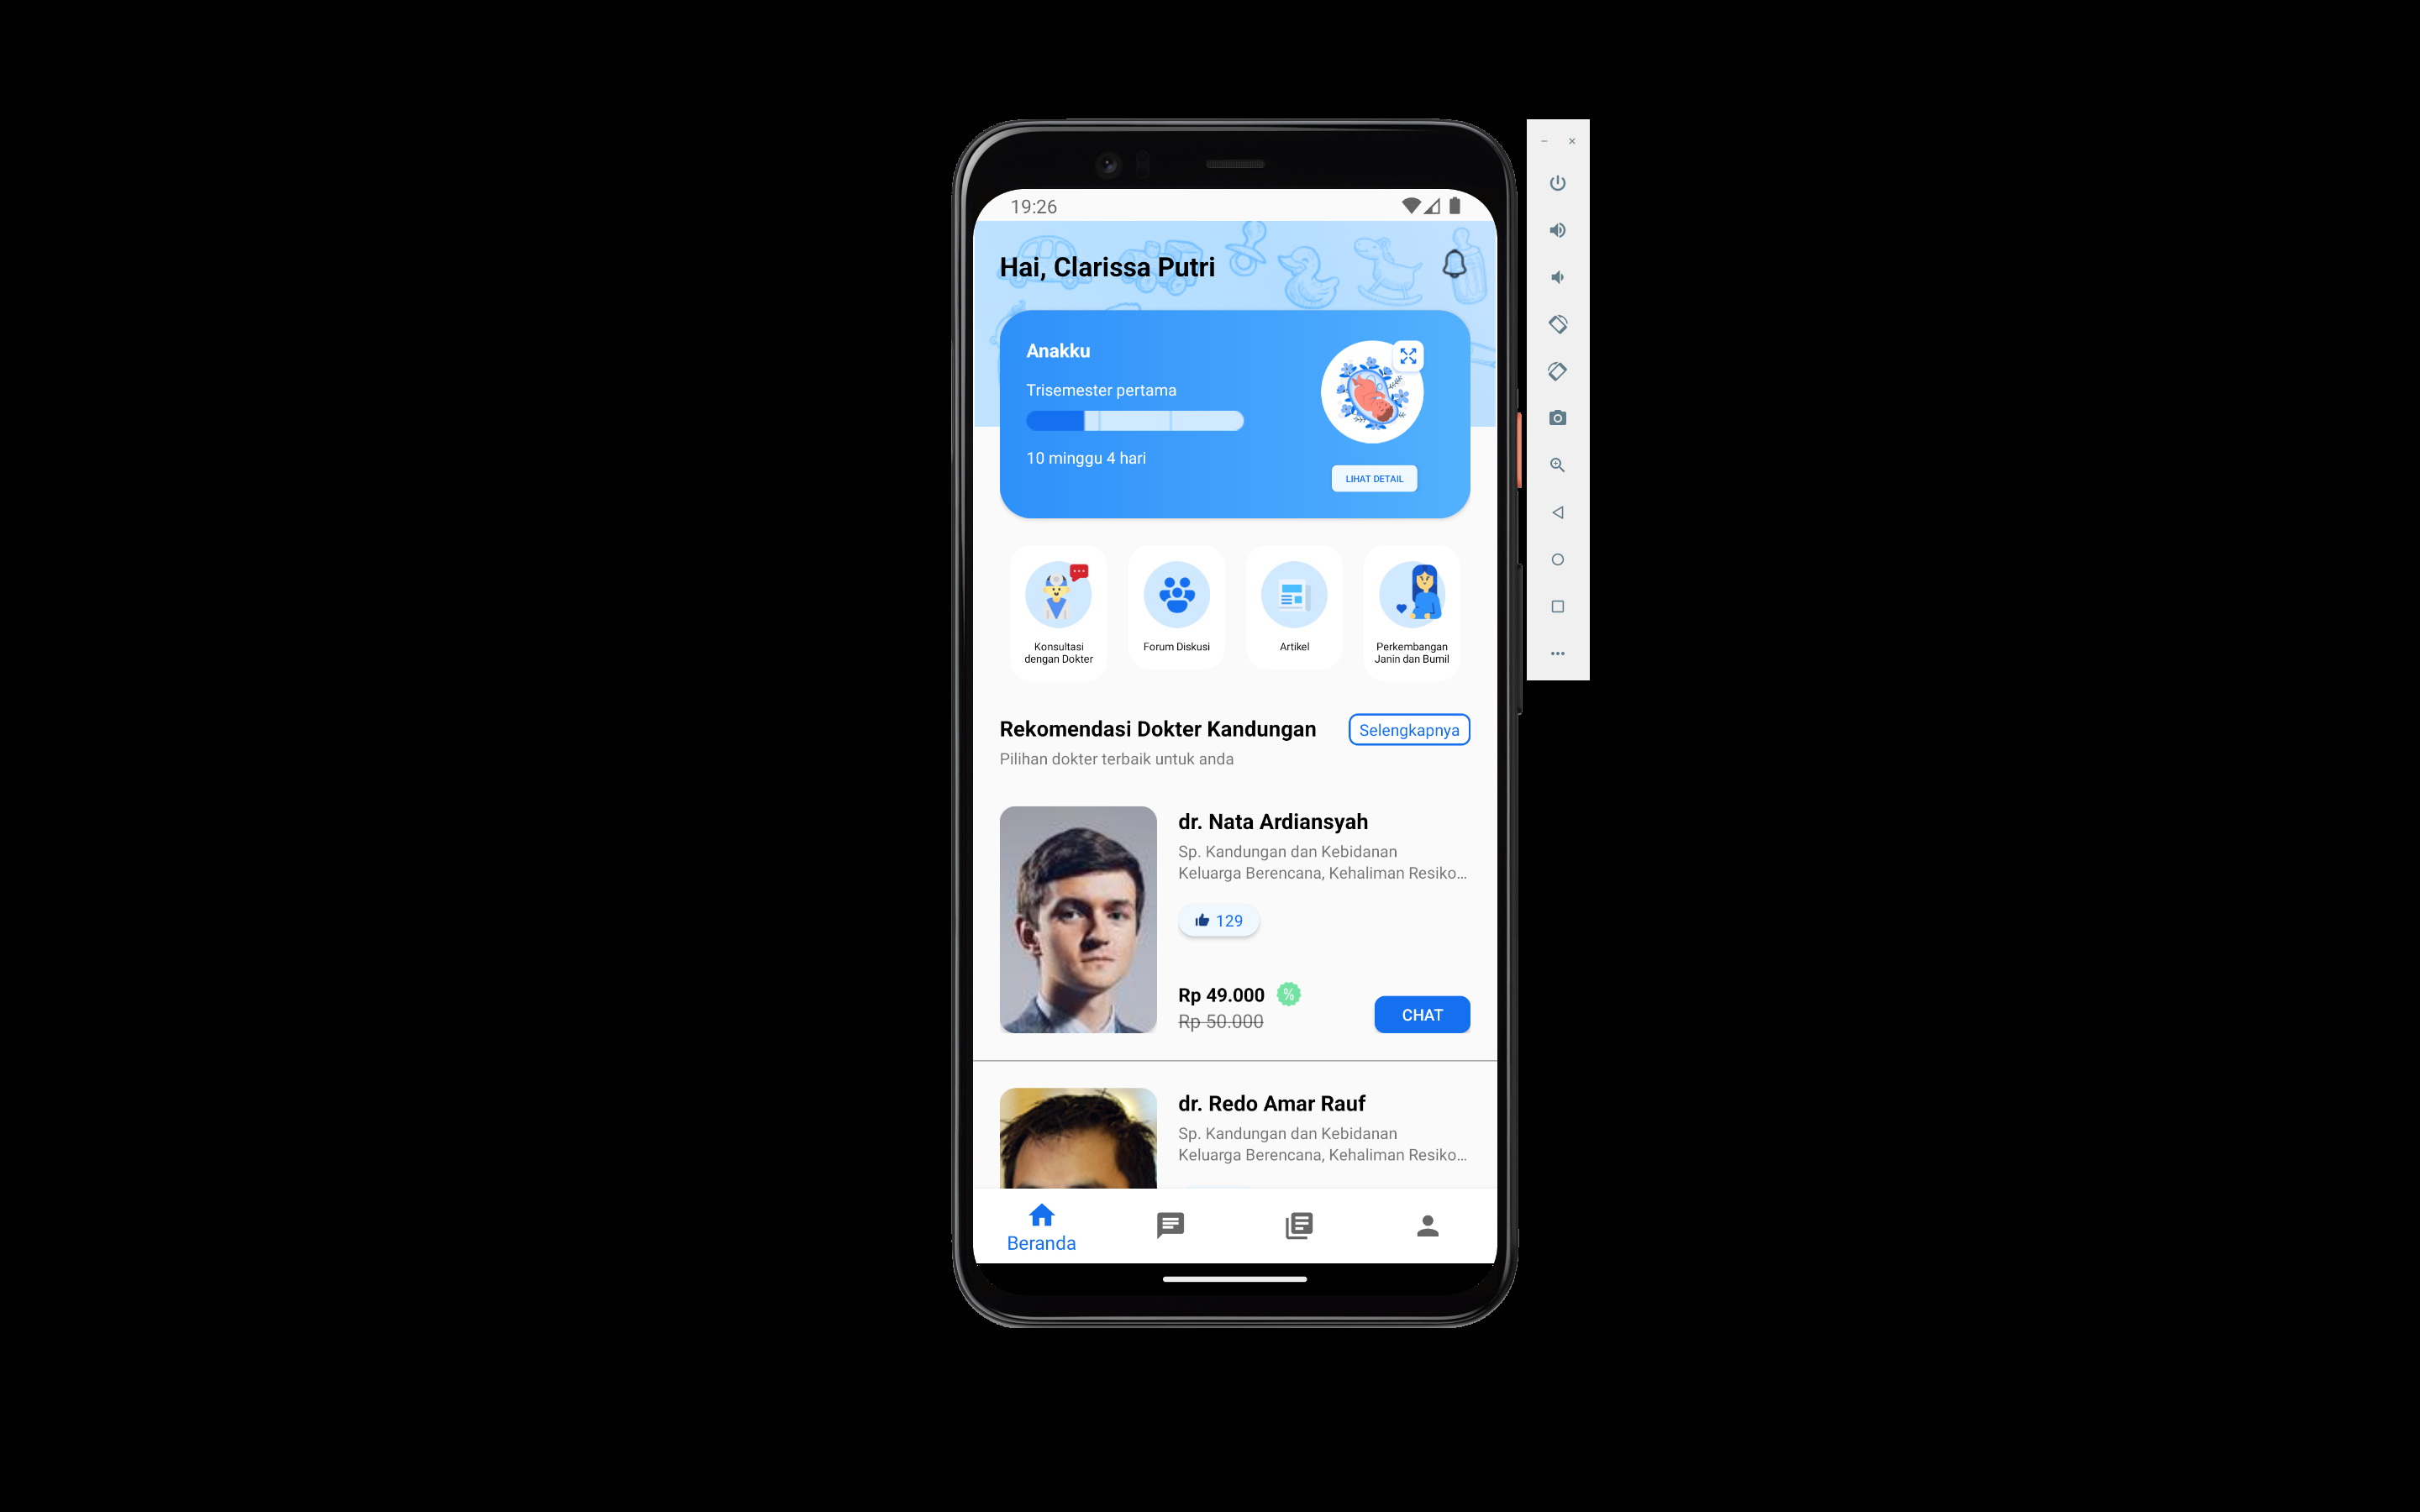 19:26
Hai, Clarissa Putri
Anakku
Trisemester pertama
10 minggu 4 hari
LIHAT DETAIL
Konsultasi
dengan Dokter
Forum Diskusi
Artikel
Perkembangan
Janin dan Bumil
Rekomendasi Dokter Kandungan
Selengkapnya
Pilihan dokter terbaik untuk anda
dr. Nata Ardiansyah
Sp. Kandungan dan Kebidanan
Keluarga Berencana, Kehaliman Resiko...
129
Rp 49.000
%
Rp 50.000
CHAT
dr. Redo Amar Rauf
Sp. Kandungan dan Kebidanan
Keluarga Berencana, Kehaliman Resiko...
Beranda